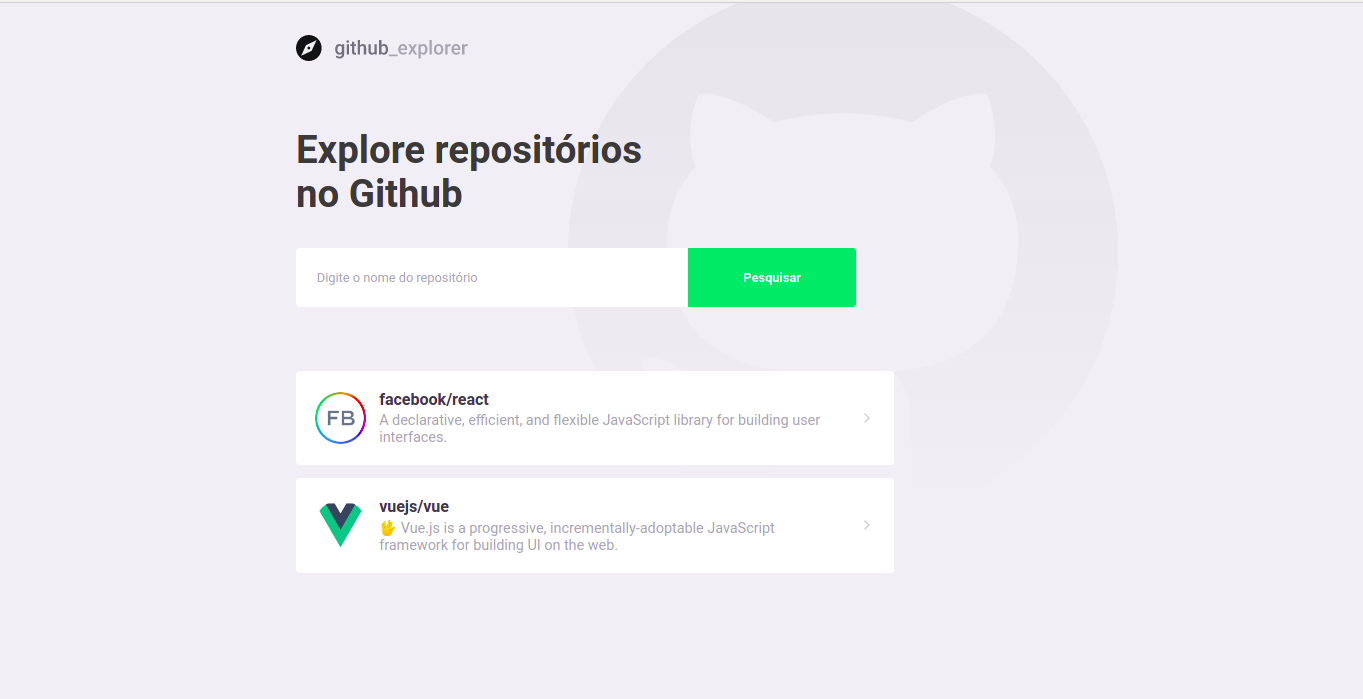 github_explorer
Explore repositórios
no Github
Digite o nome do repositório
Pesquisar
FB
facebook/react
A declarative, efficient, and flexible JavaScript library for building user
interfaces.
vuejs/vue
🖖 Vue.js is a progressive, incrementally-adoptable JavaScript
framework for building UI on the web.